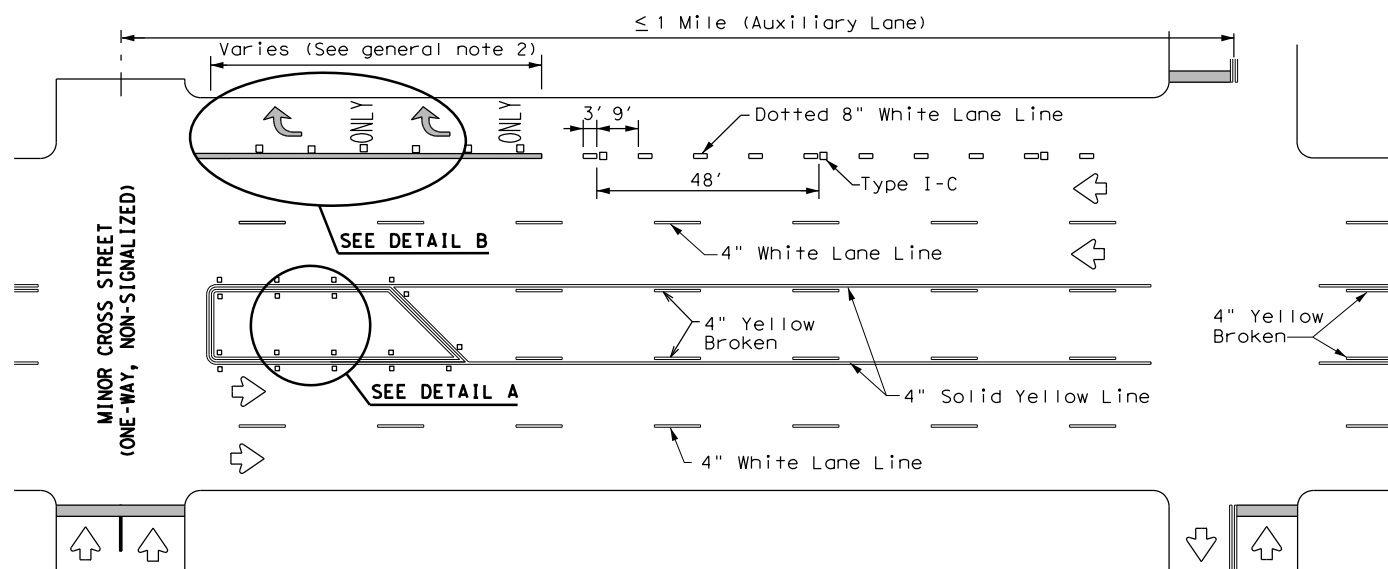 ≤ 1 Mile (Auxiliary Lane)
Varies (See general note 2)
ONLY
ONLY
3' 9'
Dotted 8" White Lane Line
48'
Type I-C
SEE DETAIL B
4" White Lane Line
MINOR CROSS STREET
(ONE-WAY, NON-SIGNALIZED)
4" Yellow
Broken
4" Yellow
Broken
SEE DETAIL A
4" Solid Yellow Line
4" White Lane Line